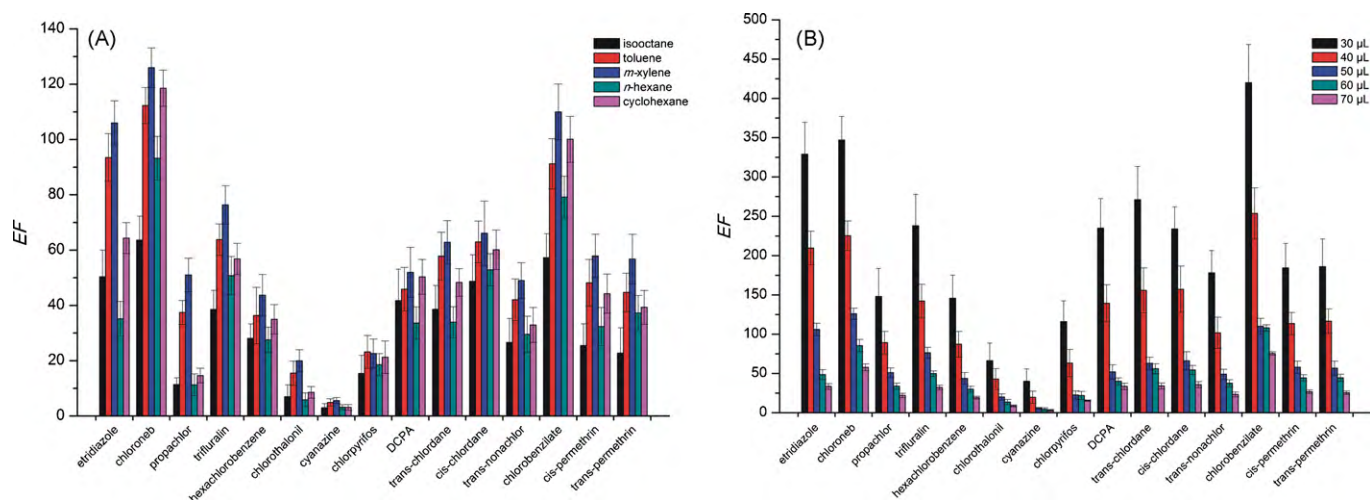 (A)
isooctane
toluene
m-xylene
n-hexane
cyclohexane
EF
140
120
100
80
60
40
20
0
etridiazole
chloroneb
propachlor
trifluralin
hexachlorobenzene
chlorothalonil
cyanazine
chlorpyrifos
DCPA
trans-chlordane
cis-chlordane
trans-nonachlor
chlorobenzilate
cis-permethrin
trans-permethrin
(B)
30 µL
40 µL
50 µL
60 µL
70 µL
EF
500
450
400
350
300
250
200
150
100
50
0
etridiazole
chloroneb
propachlor
trifluralin
hexachlorobenzene
chlorothalonil
cyanazine
chlorpyrifos
DCPA
trans-chlordane
cis-chlordane
trans-nonachlor
chlorobenzilate
cis-permethrin
trans-permethrin